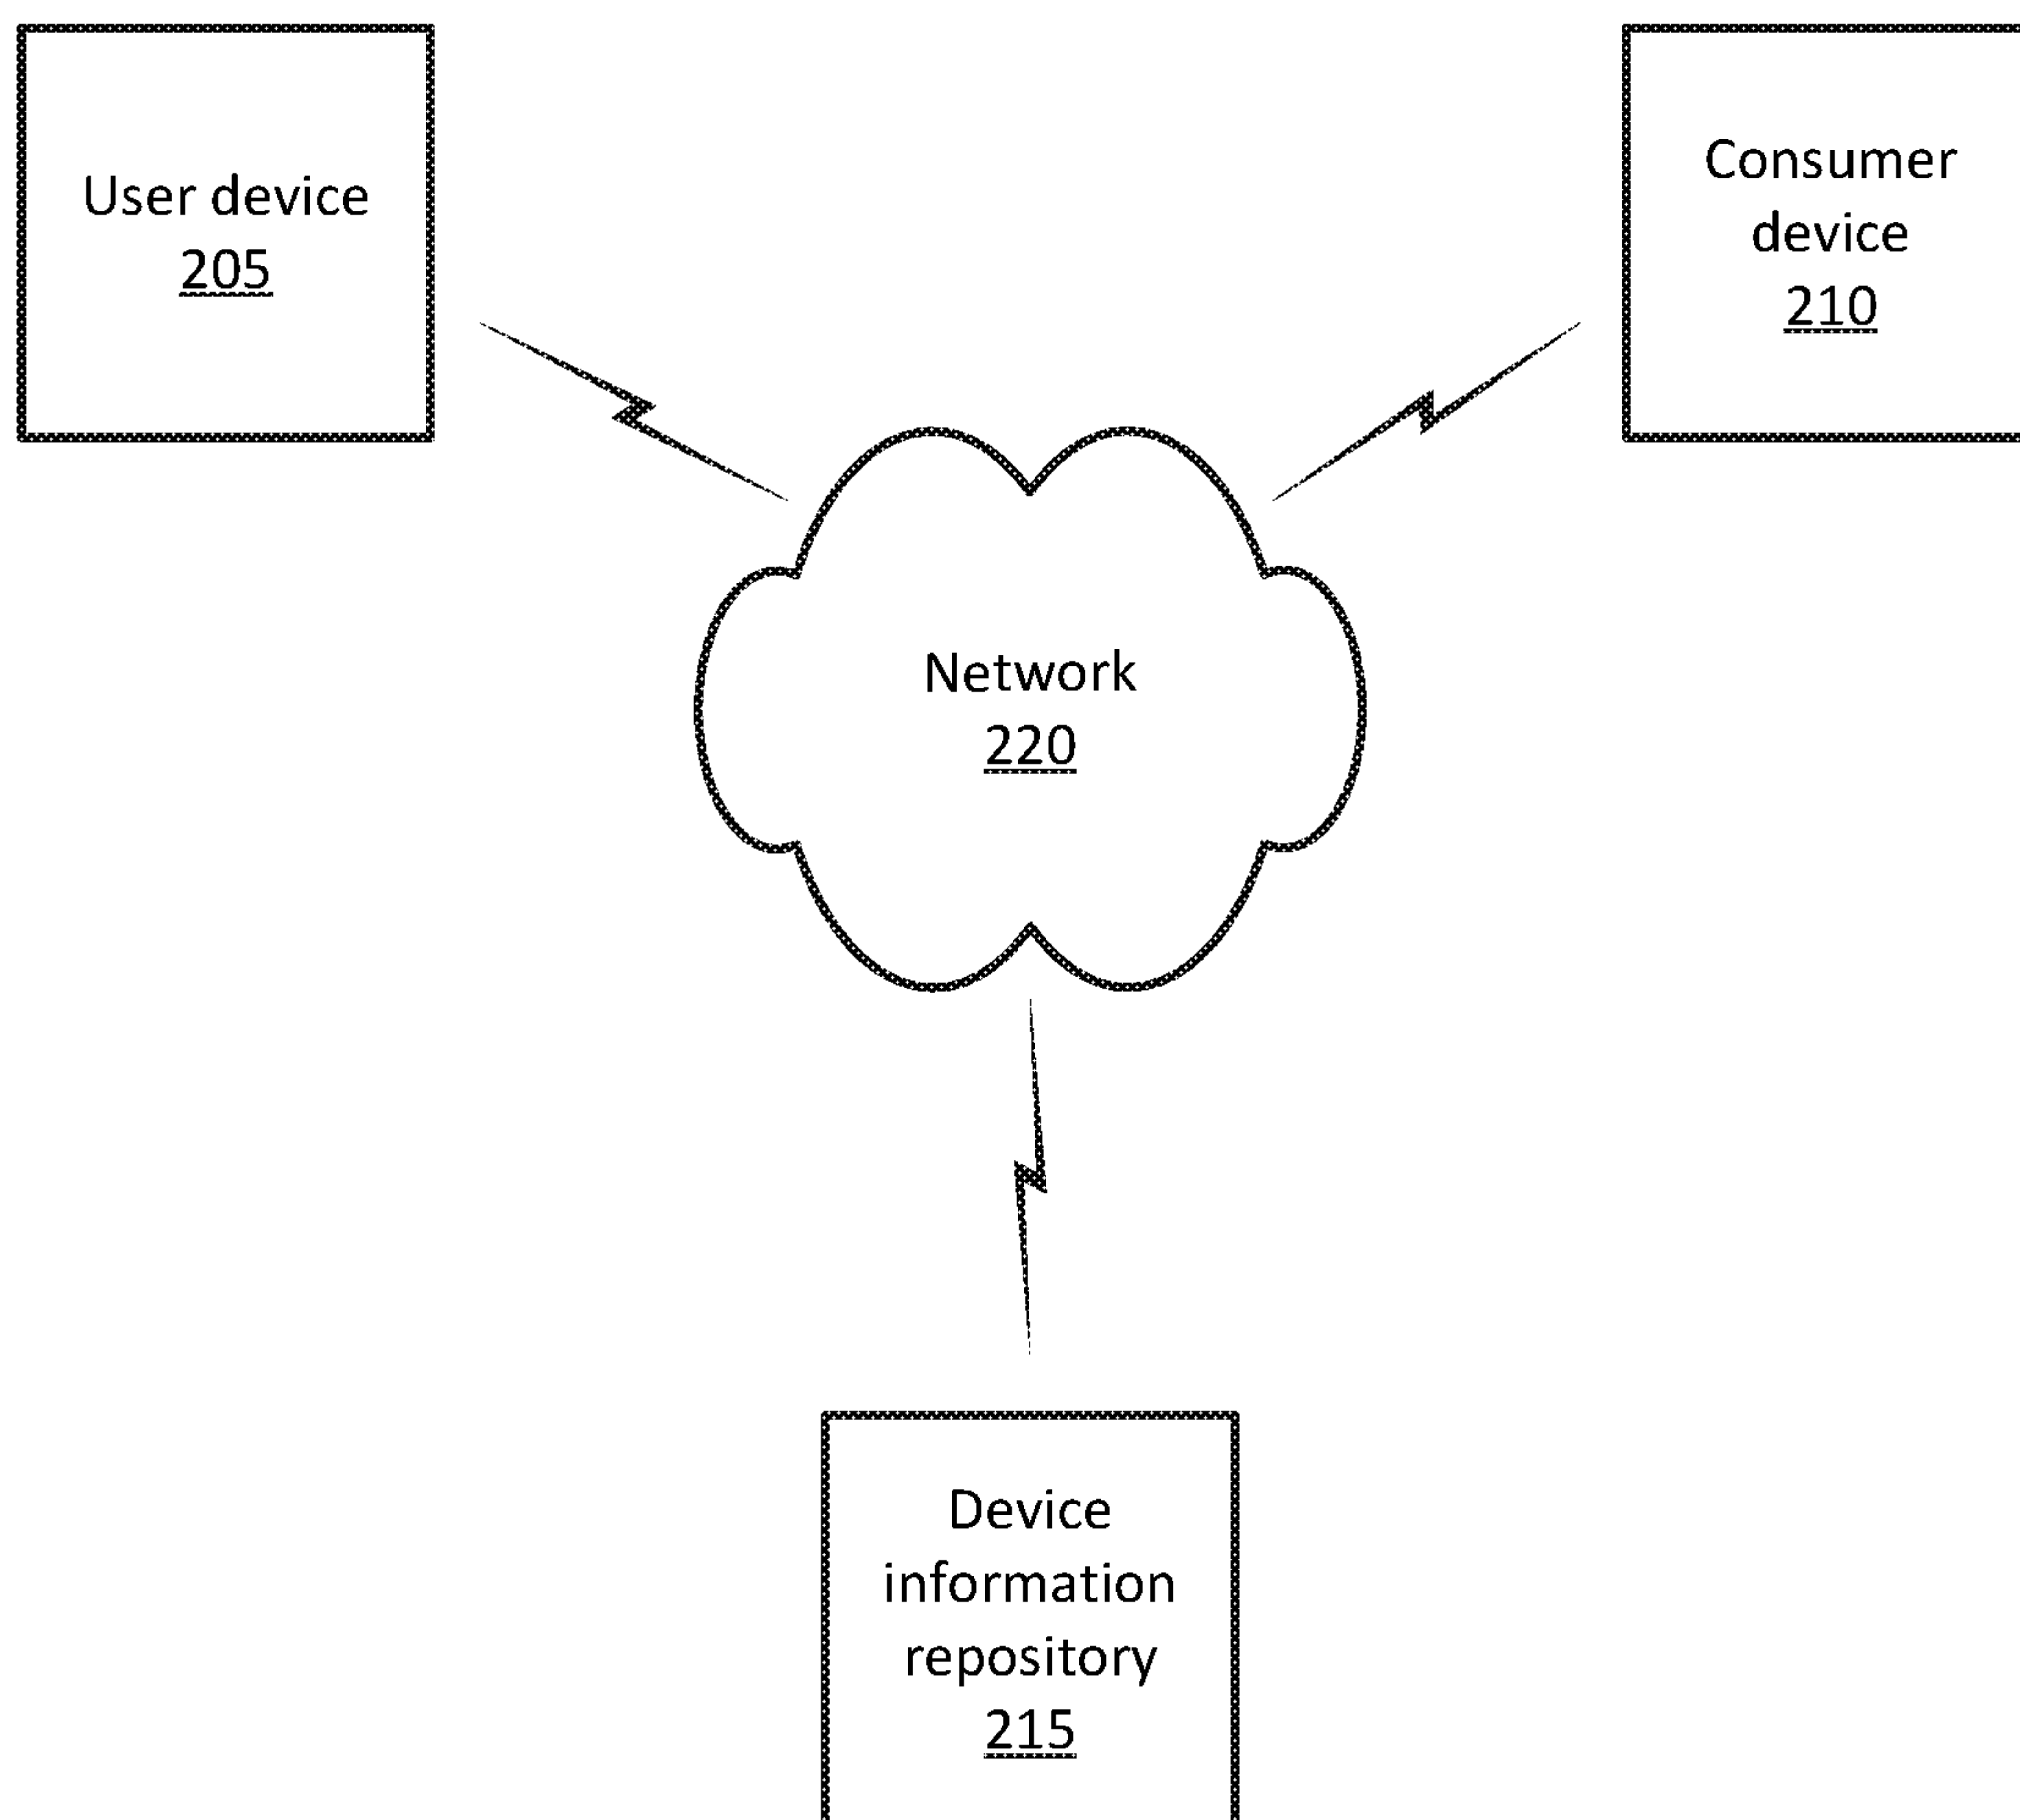 User device
205
Consumer
device
210
Network
220
Device
information
repository
215